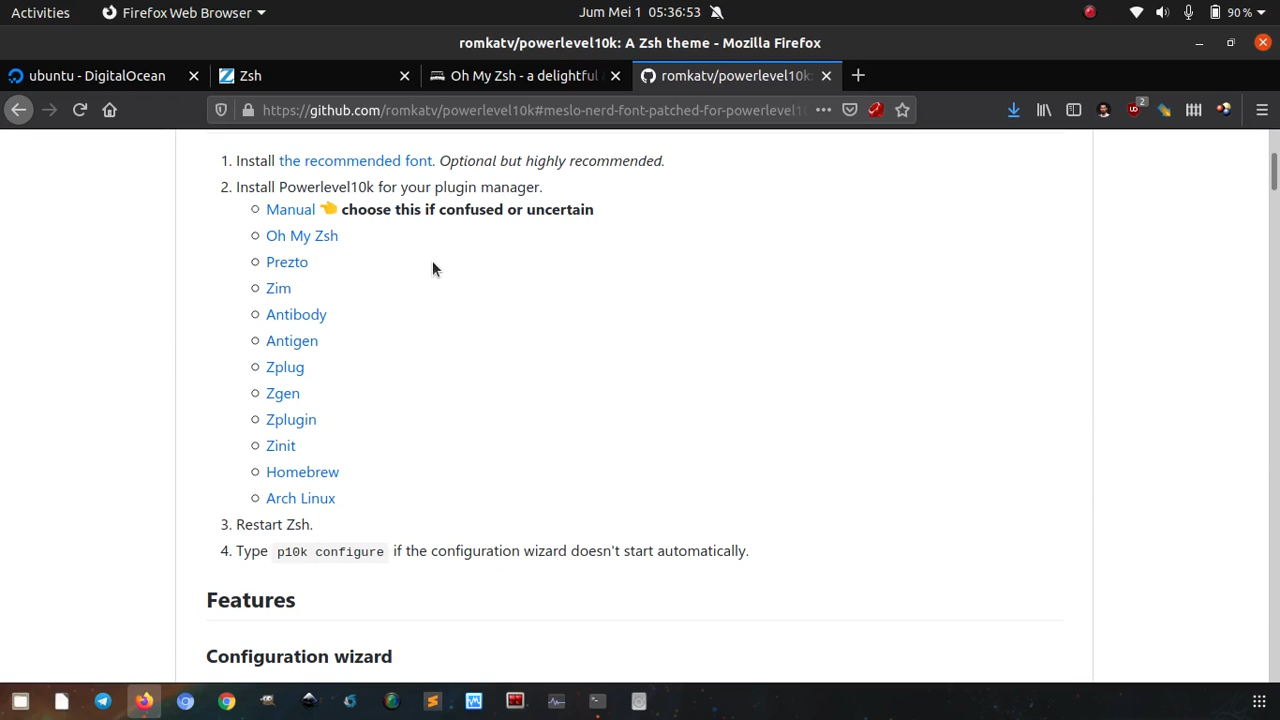 Activities
Firefox Web Browser
Jum Mei 1 05:36:53
90%
romkatv/powerlevel10k: A Zsh theme - Mozilla Firefox
ubuntu - DigitalOcean
Zsh
Oh My Zsh - a delightful
romkatv/powerlevel10k:
https://github.com/romkatv/powerlevel10k#meslo-nerd-font-patched-for-powerlevel10
2
1. Install the recommended font. Optional but highly recommended.
2. Install Powerlevel10k for your plugin manager.
Manual 👈 choose this if confused or uncertain
Oh My Zsh
Prezto
Zim
Antibody
Antigen
Zplug
Zgen
Zplugin
Zinit
Homebrew
Arch Linux
3. Restart Zsh.
4. Type p10k configure if the configuration wizard doesn't start automatically.
Features
Configuration wizard